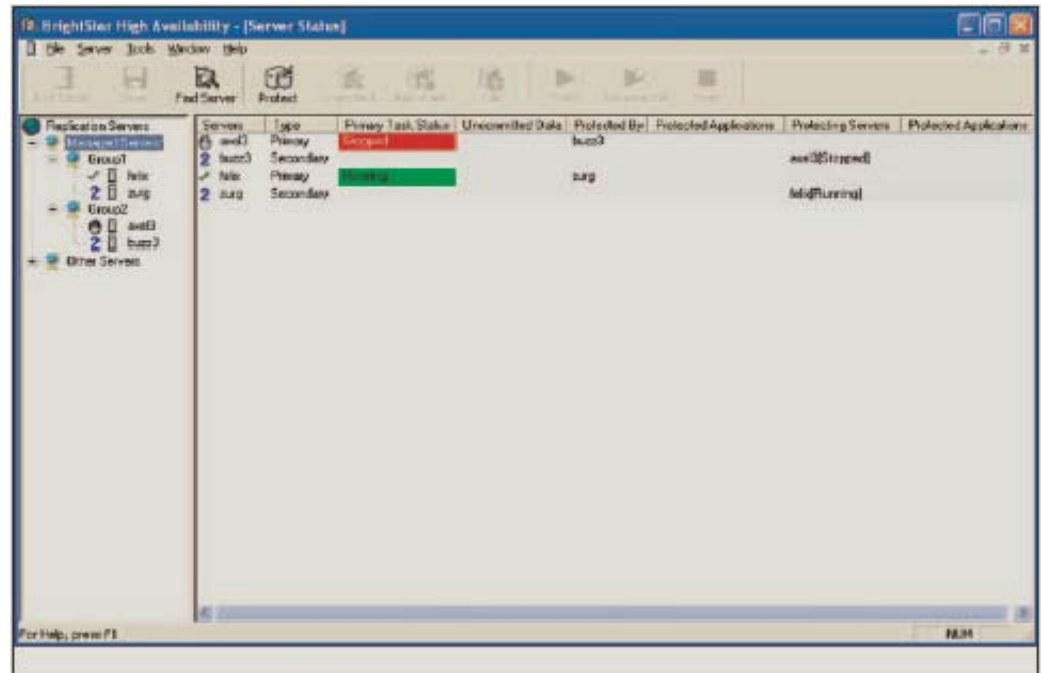 BrightStor High Availability - [Server Status]
File Server Tools Window Help
Find Server Protect
Replication Servers
Managed Servers
Group1
felix
zurg
Group2
axel3
buzz3
Other Servers
Servers Type Primary Task Status Uncommitted Data Protected By Protected Applications Protecting Servers Protected Applications
axel3 Primary Stopped buzz3
buzz3 Secondary axel3[Stopped]
felix Primary Running zurg
zurg Secondary felix[Running]
For Help, press F1
NUM